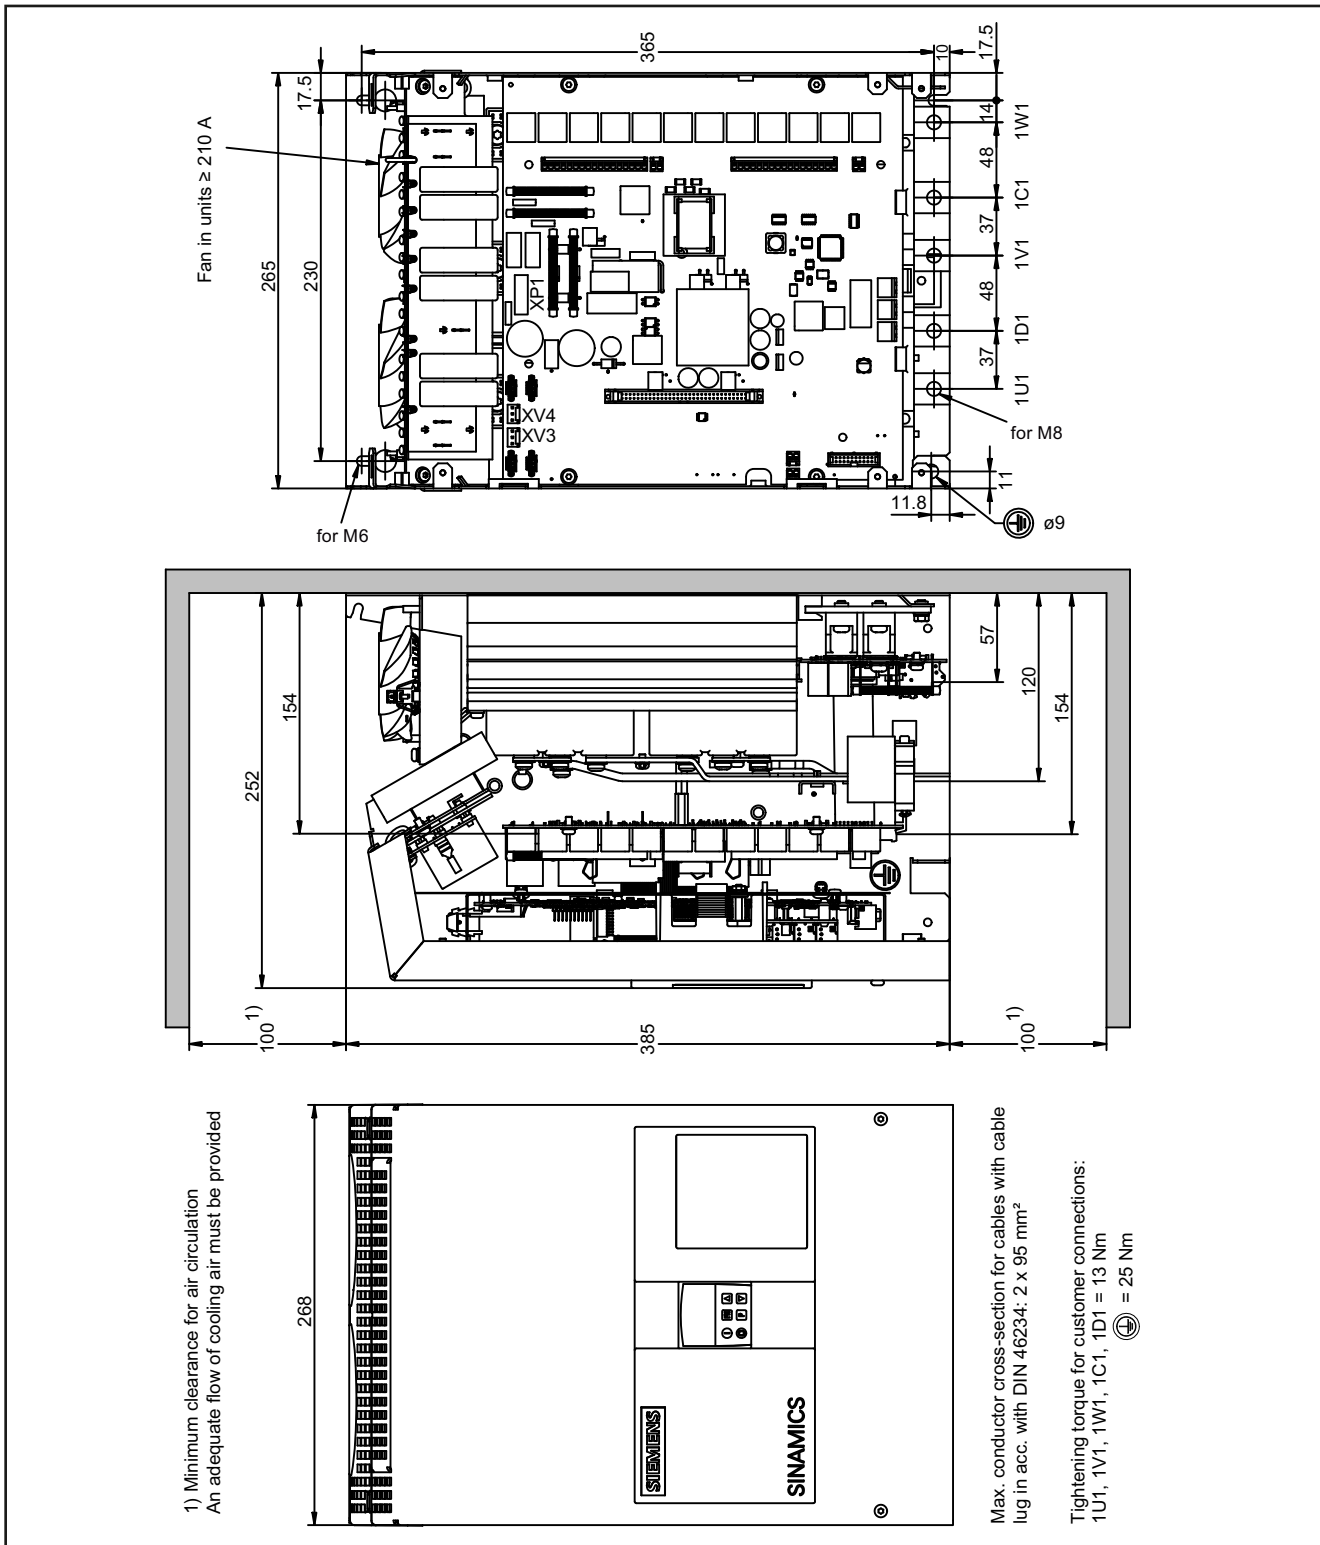 365
10
17.5
17.5
Fan in units ≥ 210 A
265
230
14
1W1
48
1C1
37
1V1
48
1D1
37
1U1
XP1
XV4
XV3
for M8
for M6
11.8
11
ø9
154
252
57
120
154
100 1)
385
100 1)
268
1) Minimum clearance for air circulation
An adequate flow of cooling air must be provided
SIEMENS
SINAMICS
Max. conductor cross-section for cables with cable
lug in acc. with DIN 46234: 2 x 95 mm²
Tightening torque for customer connections:
1U1, 1V1, 1W1, 1C1, 1D1 = 13 Nm
= 25 Nm